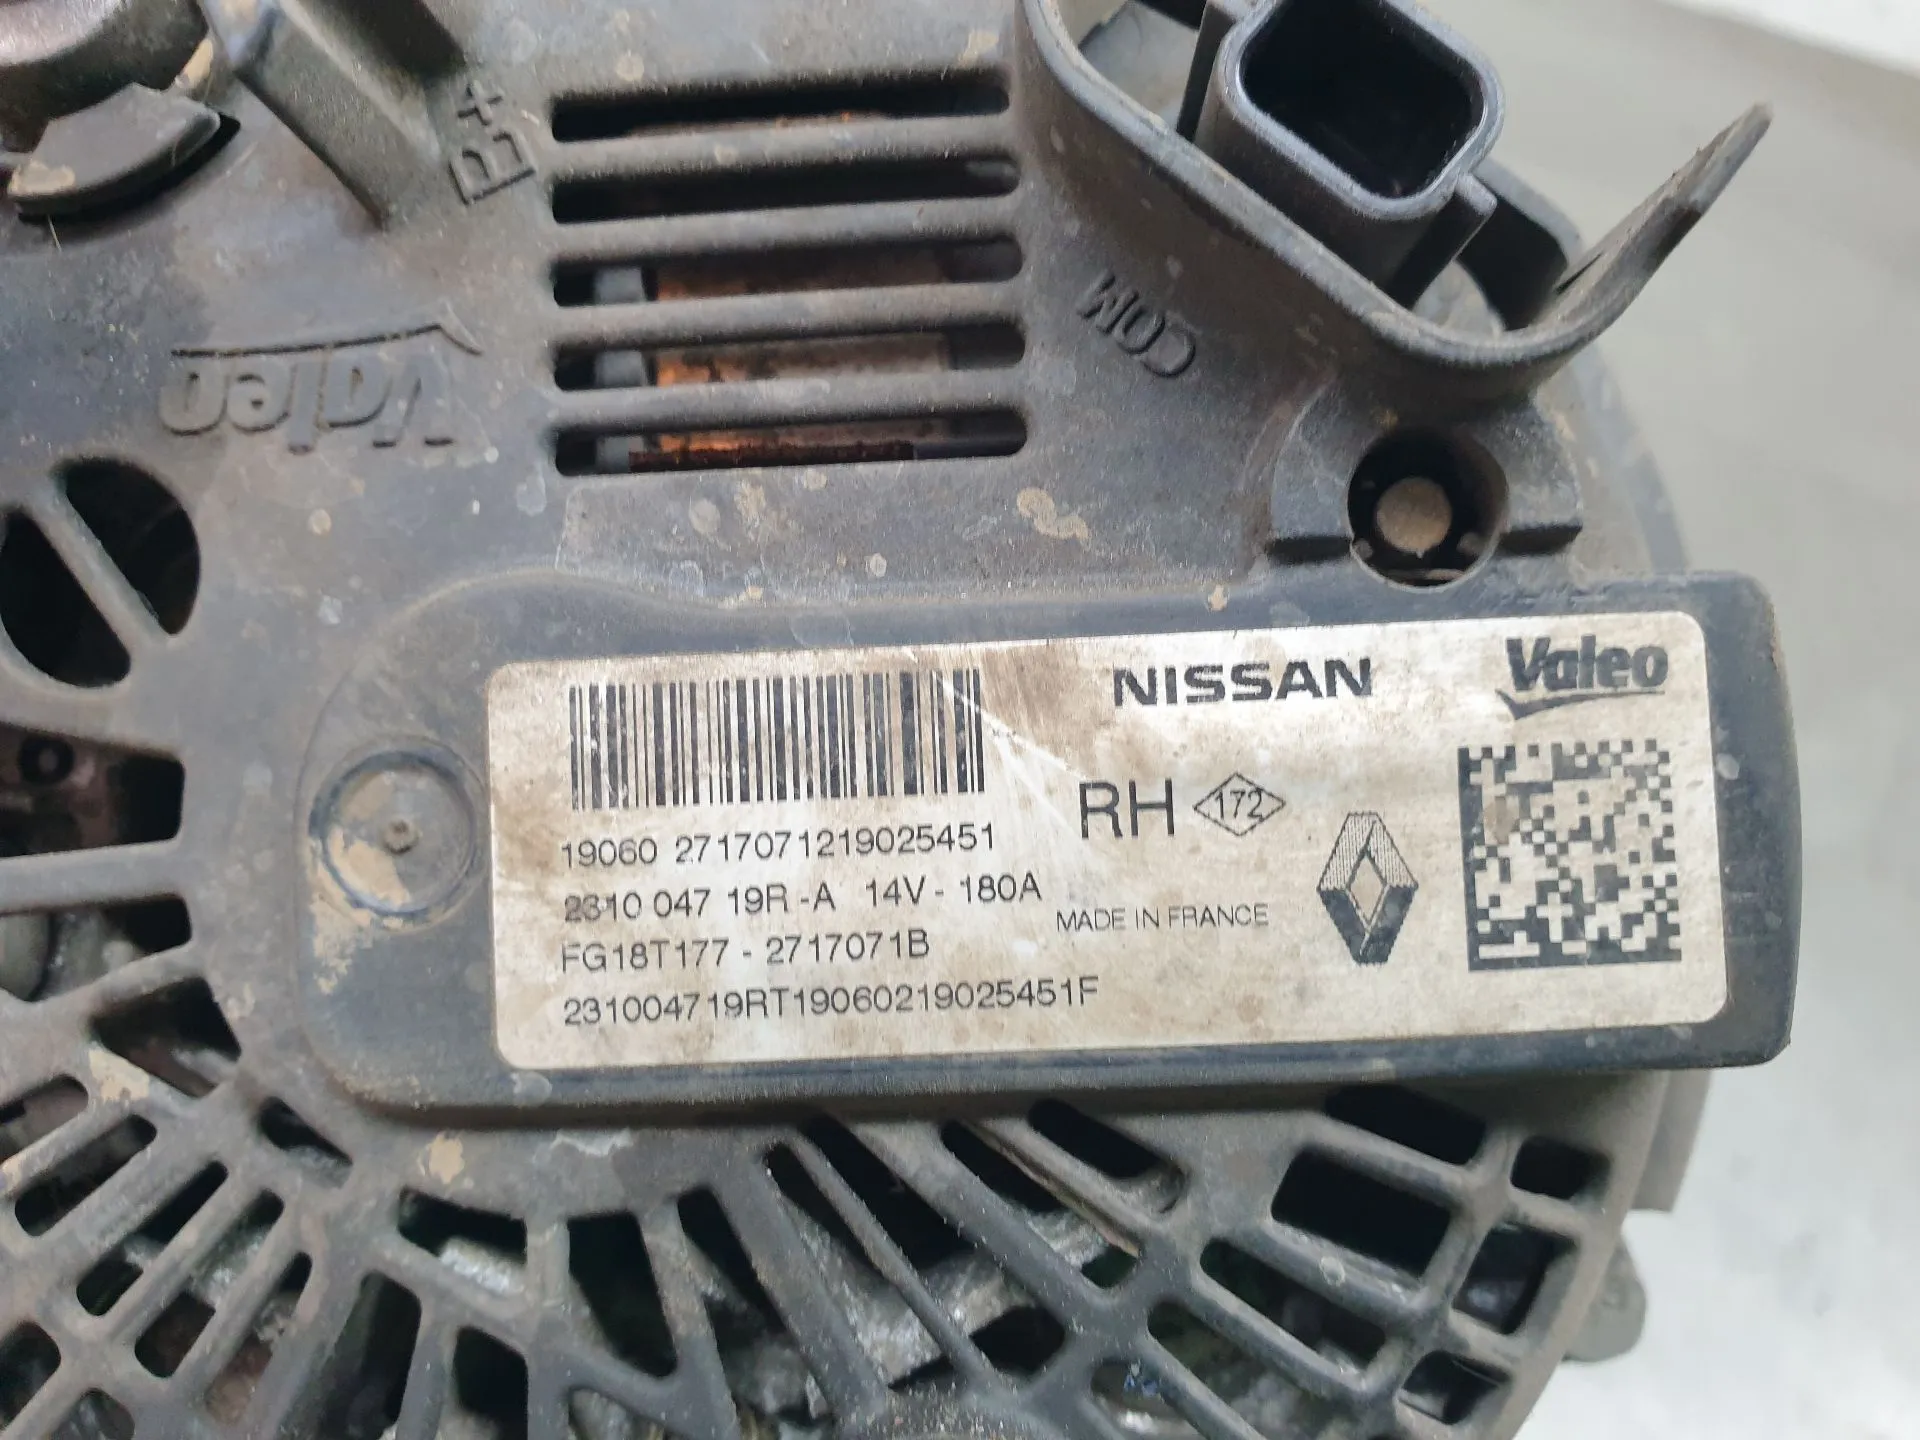 B+
COM
Valeo
NISSAN
Valeo
RH 172
19060 2717071219025451
2310 047 19R -A 14V - 180A
MADE IN FRANCE
FG18T177 - 2717071B
231004719RT19060219025451F